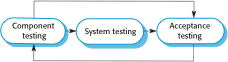 Component
testing
System testing
Acceptance
testing